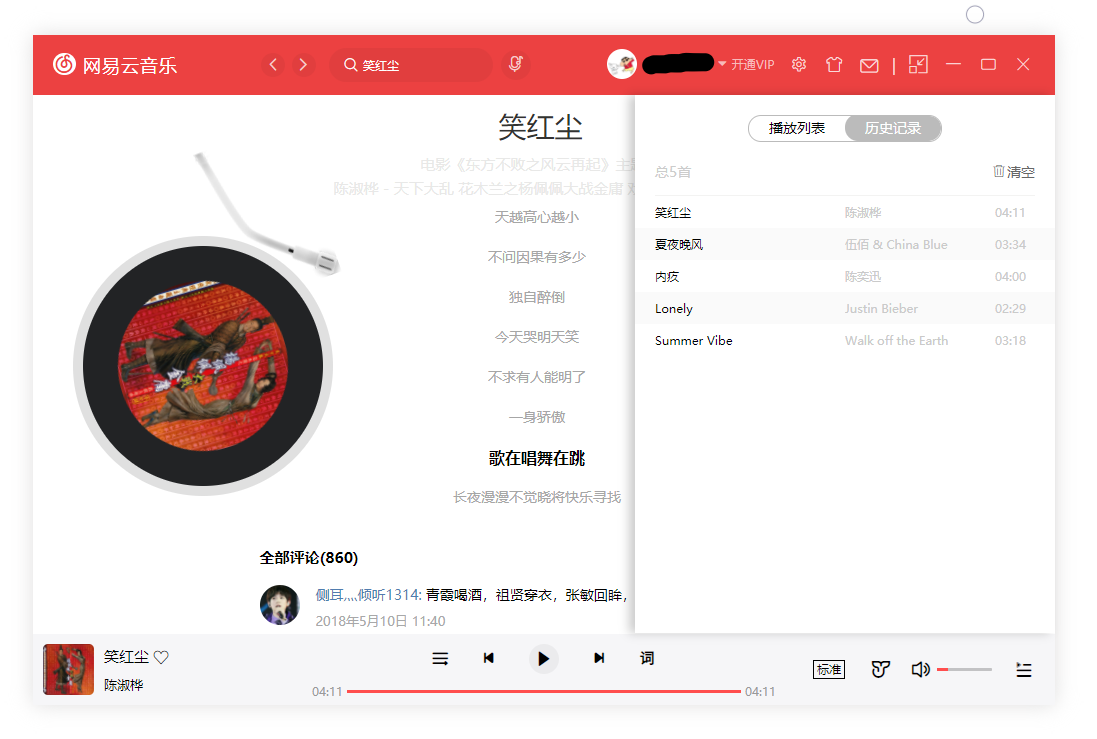 网易云音乐
笑红尘
开通VIP
笑红尘
电影《东方不败之风云再起》主
陈淑桦 - 天下大乱 花木兰之杨佩佩大战金庸
天越高心越小
不问因果有多少
独自醉倒
今天哭明天笑
不求有人能明了
一身骄傲
歌在唱舞在跳
长夜漫漫不觉晓将快乐寻找
全部评论(860)
侧耳灬倾听1314: 青霞喝酒，祖贤穿衣，张敏回眸，
2018年5月10日 11:40
播放列表 历史记录
总5首 清空
笑红尘 陈淑桦 04:11
夏夜晚风 伍佰 & China Blue 03:34
内疚 陈奕迅 04:00
Lonely Justin Bieber 02:29
Summer Vibe Walk off the Earth 03:18
笑红尘
陈淑桦
词
04:11 04:11
标准